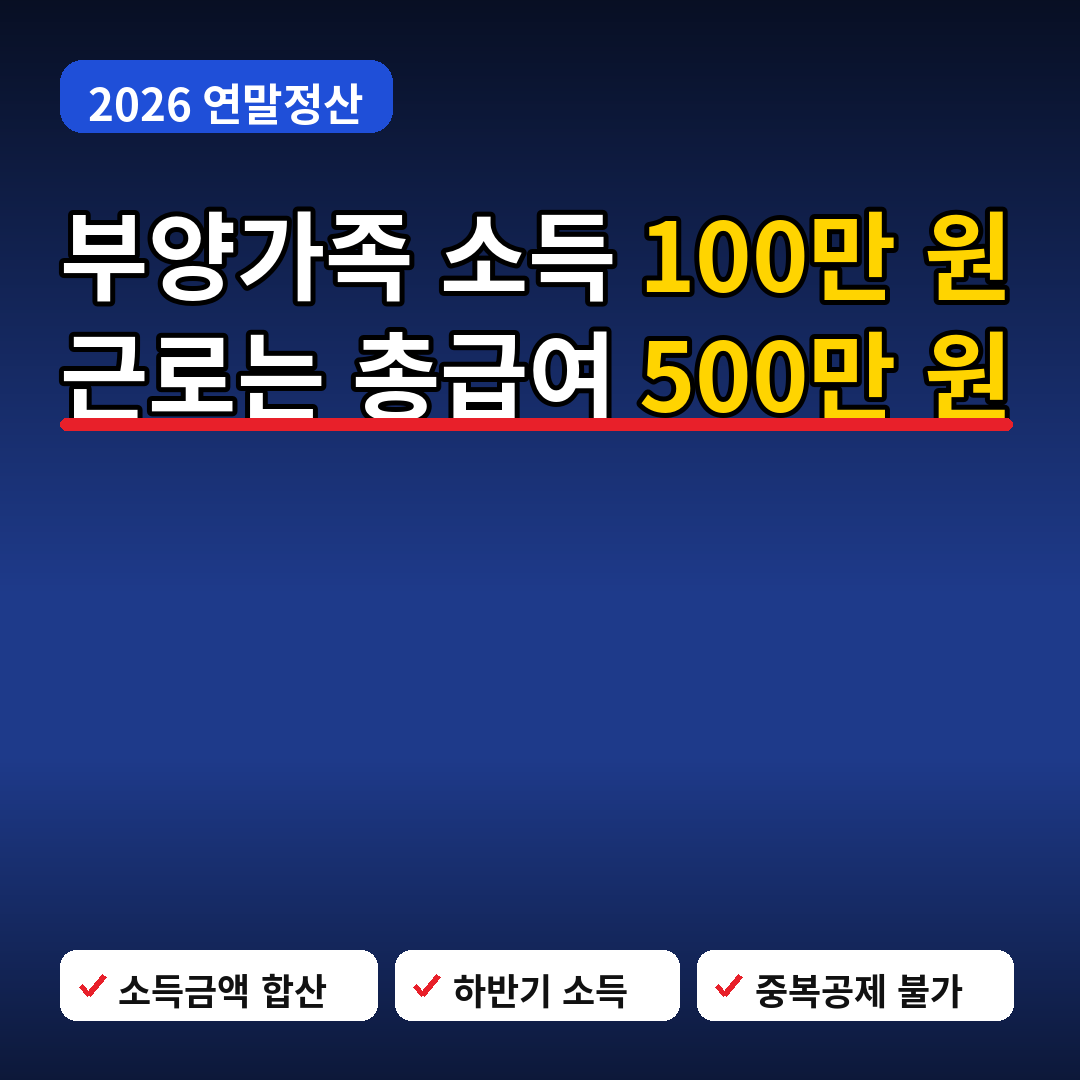 2026 연말정산
부양가족 소득 100만 원
근로는 총급여 500만 원
소득금액 합산
하반기 소득
중복공제 불가